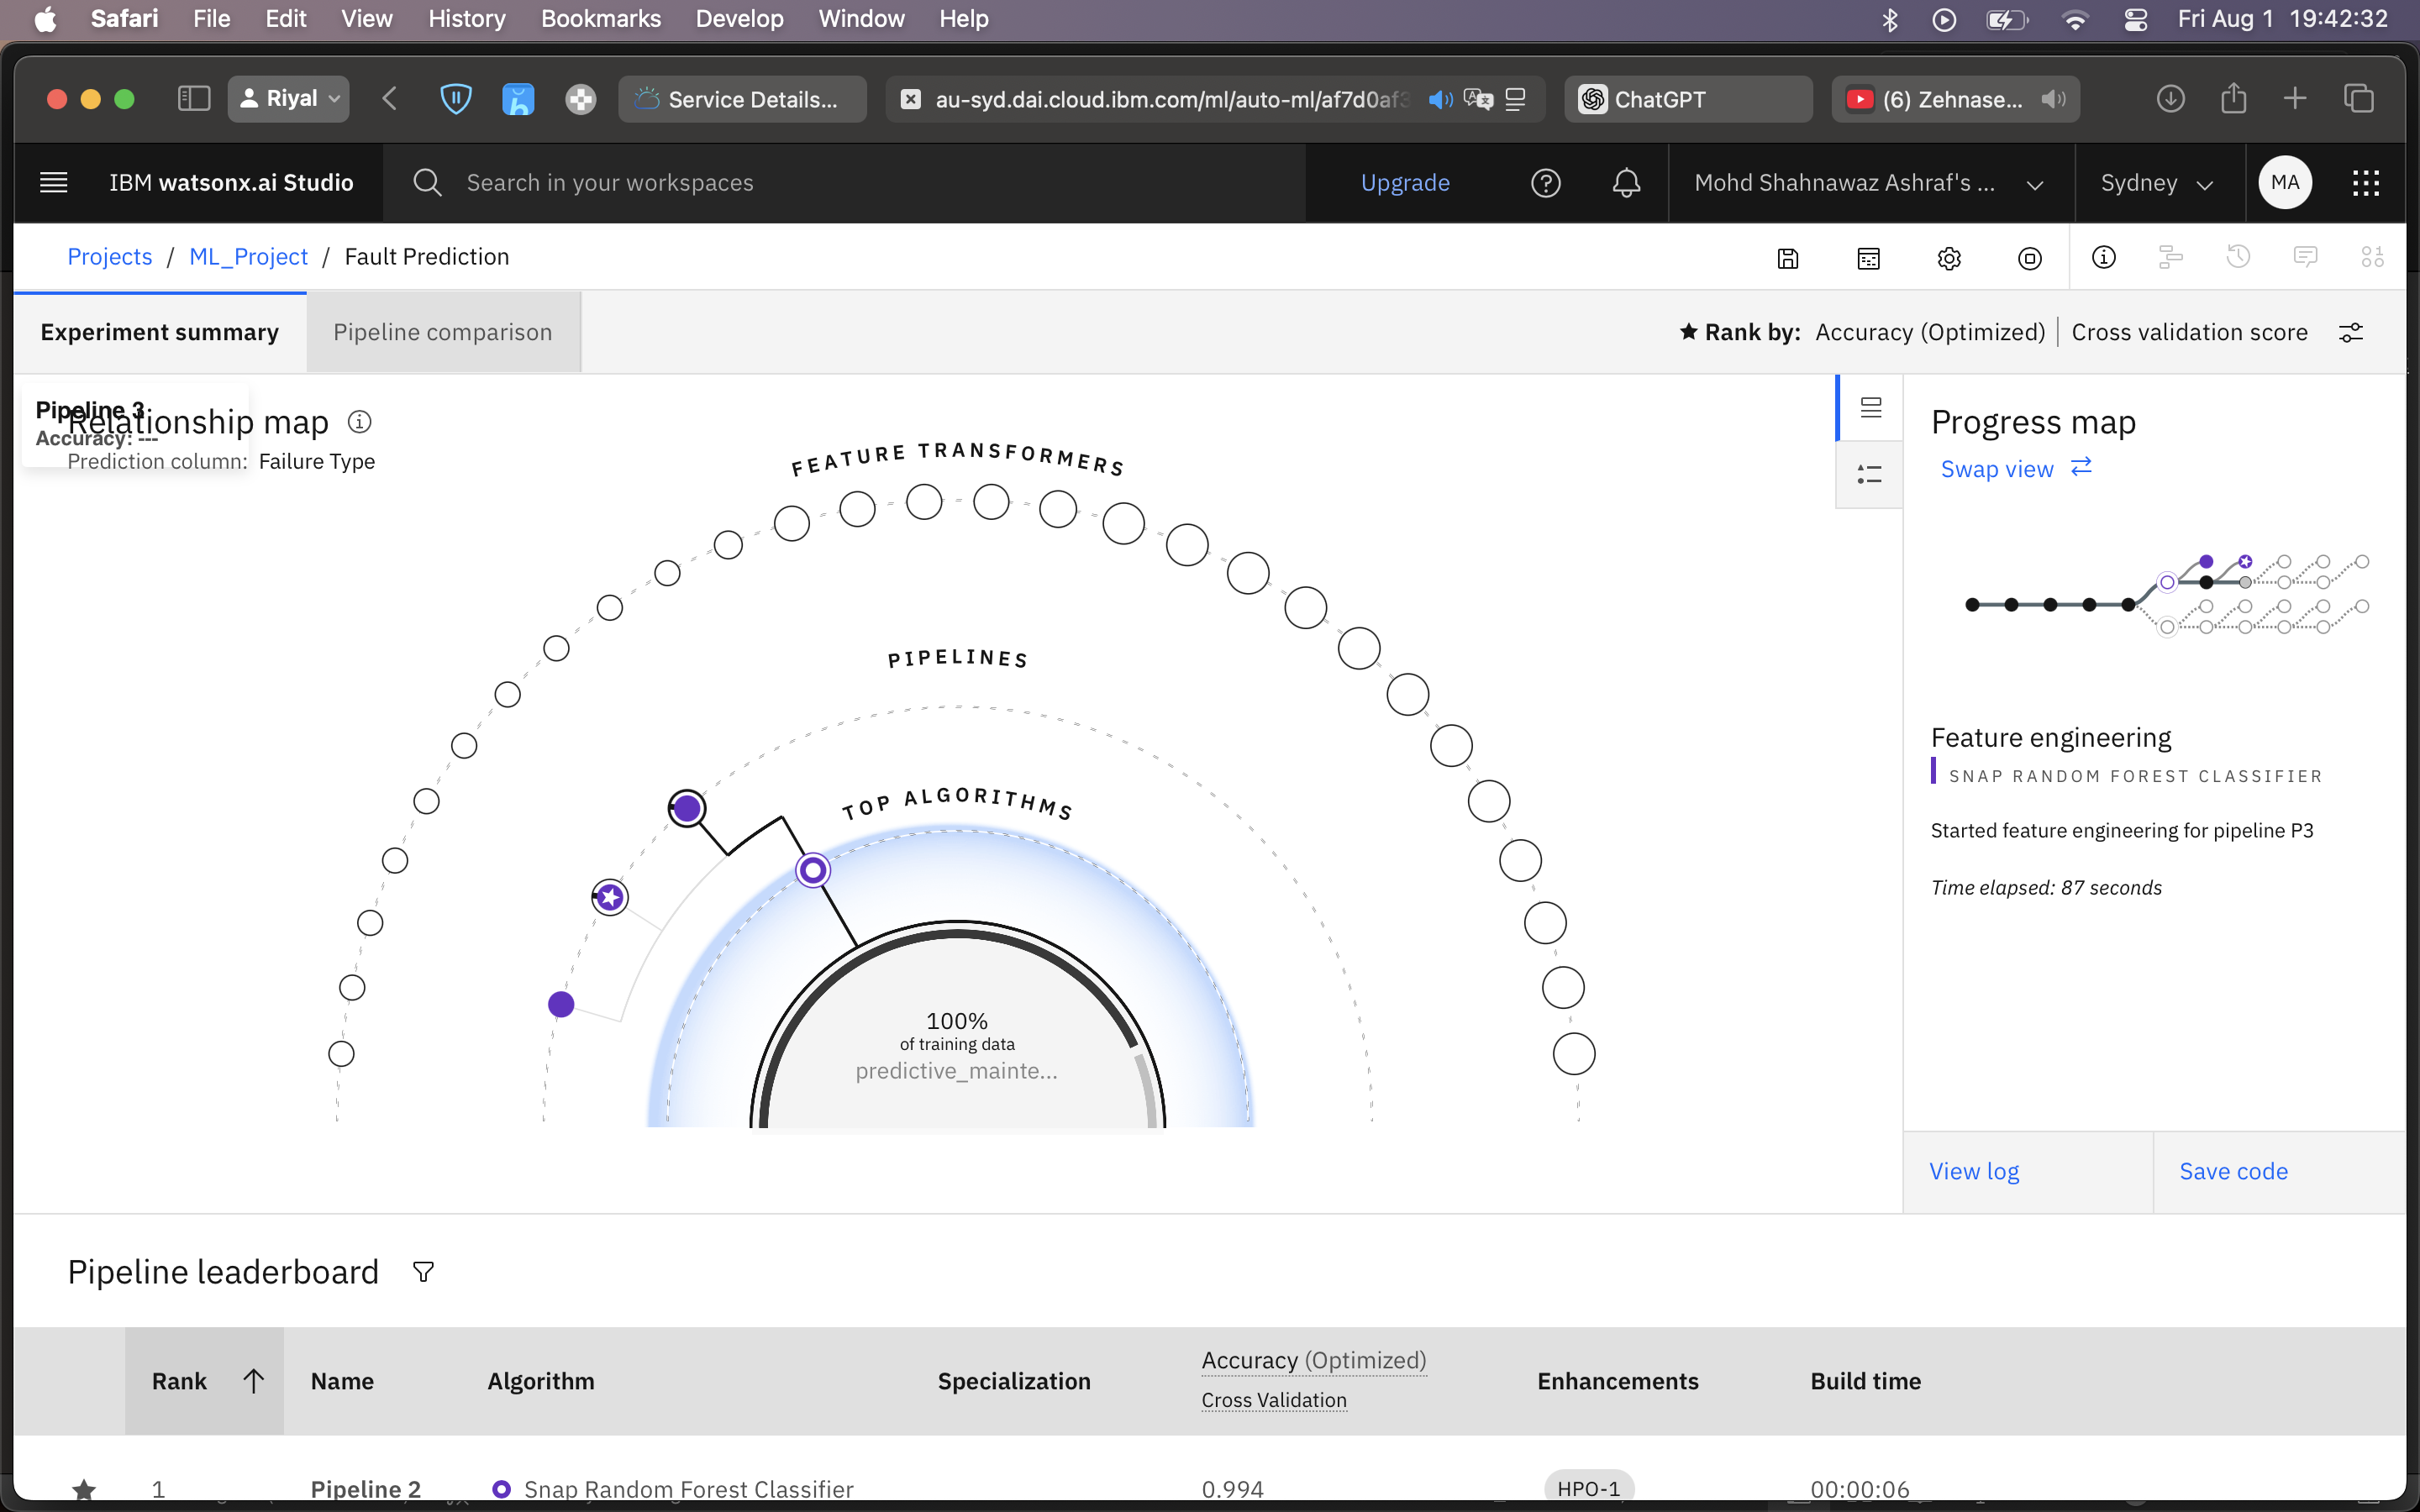 Safari File Edit View History Bookmarks Develop Window Help Fri Aug 1 19:42:32
Riyal Service Details... au-syd.dai.cloud.ibm.com/ml/auto-ml/af7d0af3 ChatGPT (6) Zehnase...
IBM watsonx.ai Studio Search in your workspaces Upgrade Mohd Shahnawaz Ashraf's ... Sydney MA
Projects / ML_Project / Fault Prediction
Experiment summary Pipeline comparison Rank by: Accuracy (Optimized) Cross validation score
Pipeline 3
Accuracy: ---
Relationship map
Prediction column: Failure Type
FEATURE TRANSFORMERS
PIPELINES
TOP ALGORITHMS
100%
of training data
predictive_mainte...
Progress map
Swap view
Feature engineering
SNAP RANDOM FOREST CLASSIFIER
Started feature engineering for pipeline P3
Time elapsed: 87 seconds
View log Save code
Pipeline leaderboard
Rank Name Algorithm Specialization Accuracy (Optimized) Enhancements Build time
Cross Validation
1 Pipeline 2 Snap Random Forest Classifier 0.994 HPO-1 00:00:06